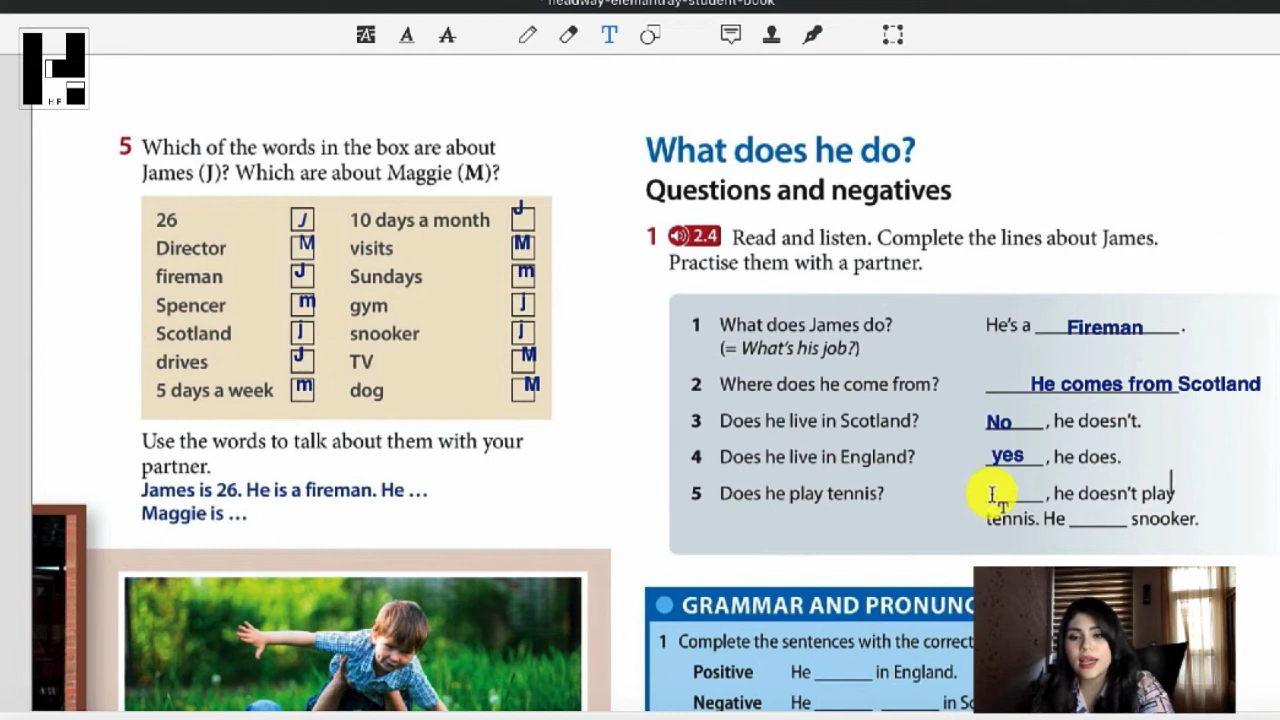 headway-elemantray-student-book
H F
5 Which of the words in the box are about
James (J)? Which are about Maggie (M)?
26 J 10 days a month J
Director M visits M
fireman J Sundays m
Spencer m gym j
Scotland j snooker j
drives J TV M
5 days a week m dog M
Use the words to talk about them with your
partner.
James is 26. He is a fireman. He …
Maggie is …
What does he do?
Questions and negatives
1 2.4 Read and listen. Complete the lines about James.
Practise them with a partner.
1 What does James do? He's a Fireman .
(= What's his job?)
2 Where does he come from? He comes from Scotland
3 Does he live in Scotland? No , he doesn't.
4 Does he live in England? yes , he does.
5 Does he play tennis? ______ , he doesn't play
tennis. He ______ snooker.
GRAMMAR AND PRONUNC
1 Complete the sentences with the correct
Positive He ______ in England.
Negative He ______ ______ in Sc